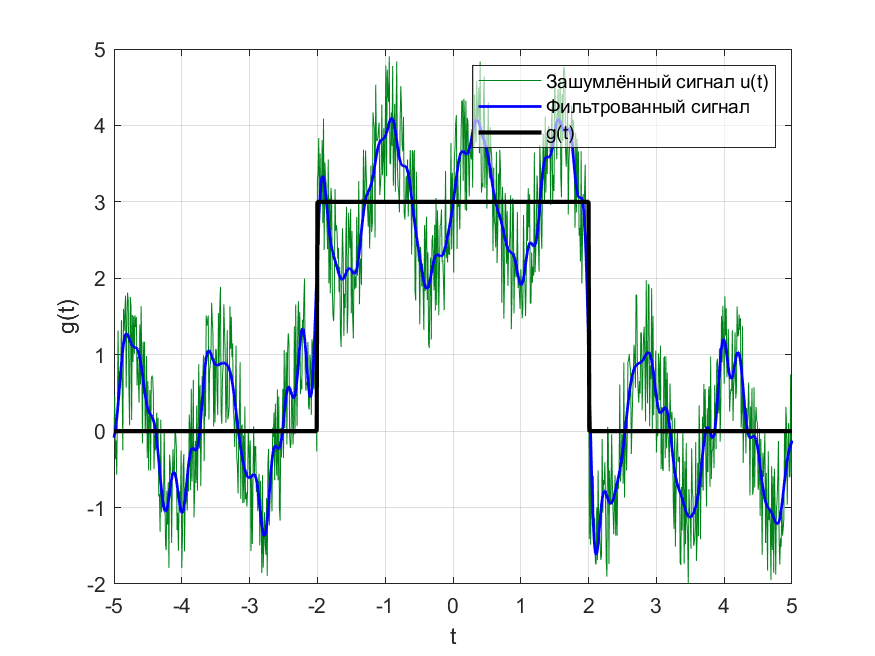 5
4
3
2
1
0
-1
-2
g(t)
Зашумлённый сигнал u(t)
Фильтрованный сигнал
g(t)
-5 -4 -3 -2 -1 0 1 2 3 4 5
t